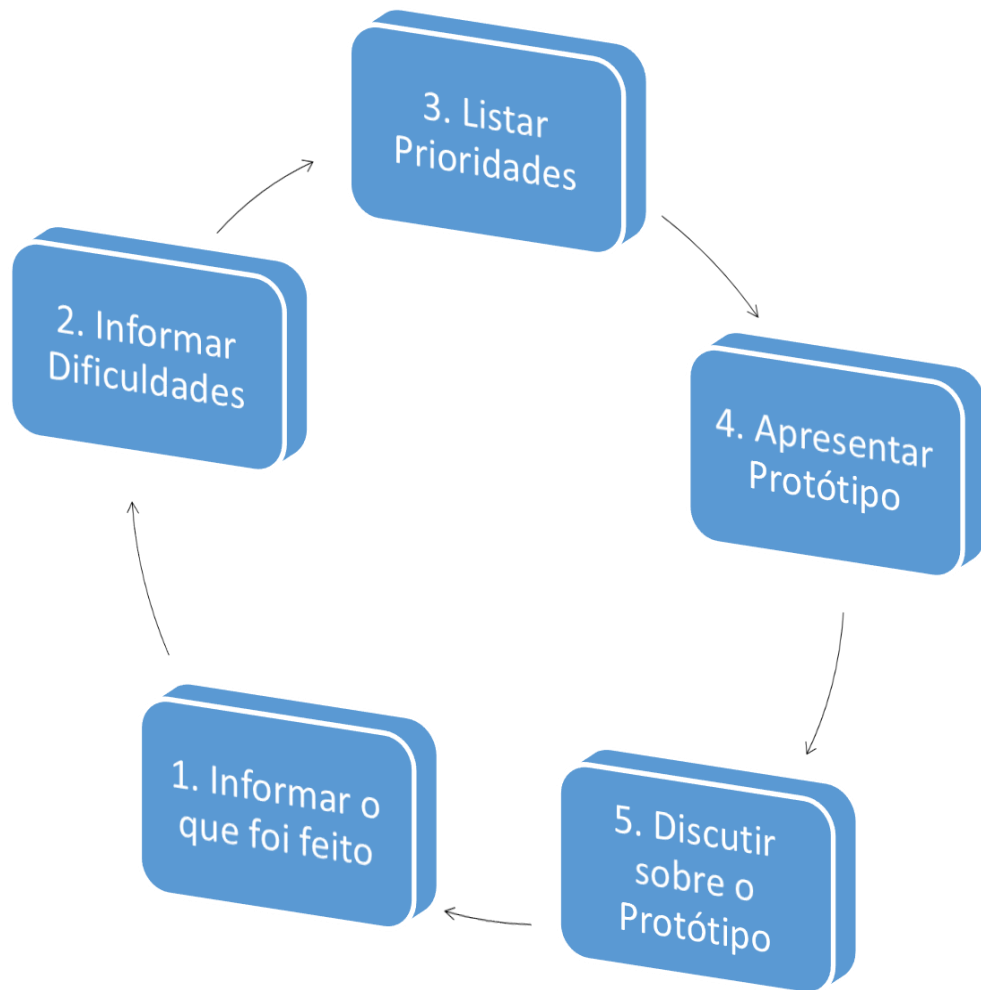 3. Listar
Prioridades
2. Informar
Dificuldades
4. Apresentar
Protótipo
1. Informar o
que foi feito
5. Discutir
sobre o
Protótipo